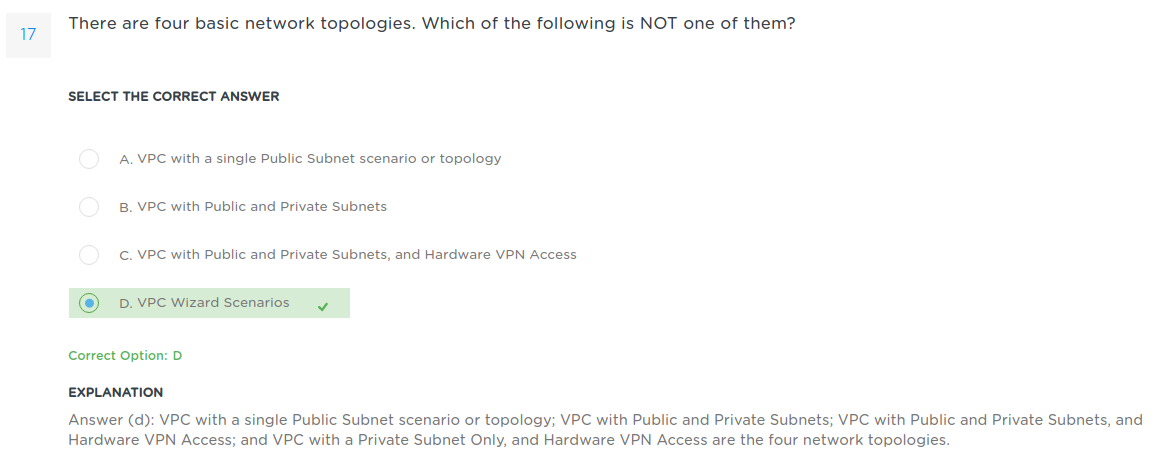 17
There are four basic network topologies. Which of the following is NOT one of them?
SELECT THE CORRECT ANSWER
A. VPC with a single Public Subnet scenario or topology
B. VPC with Public and Private Subnets
C. VPC with Public and Private Subnets, and Hardware VPN Access
D. VPC Wizard Scenarios
Correct Option: D
EXPLANATION
Answer (d): VPC with a single Public Subnet scenario or topology; VPC with Public and Private Subnets; VPC with Public and Private Subnets, and
Hardware VPN Access; and VPC with a Private Subnet Only, and Hardware VPN Access are the four network topologies.